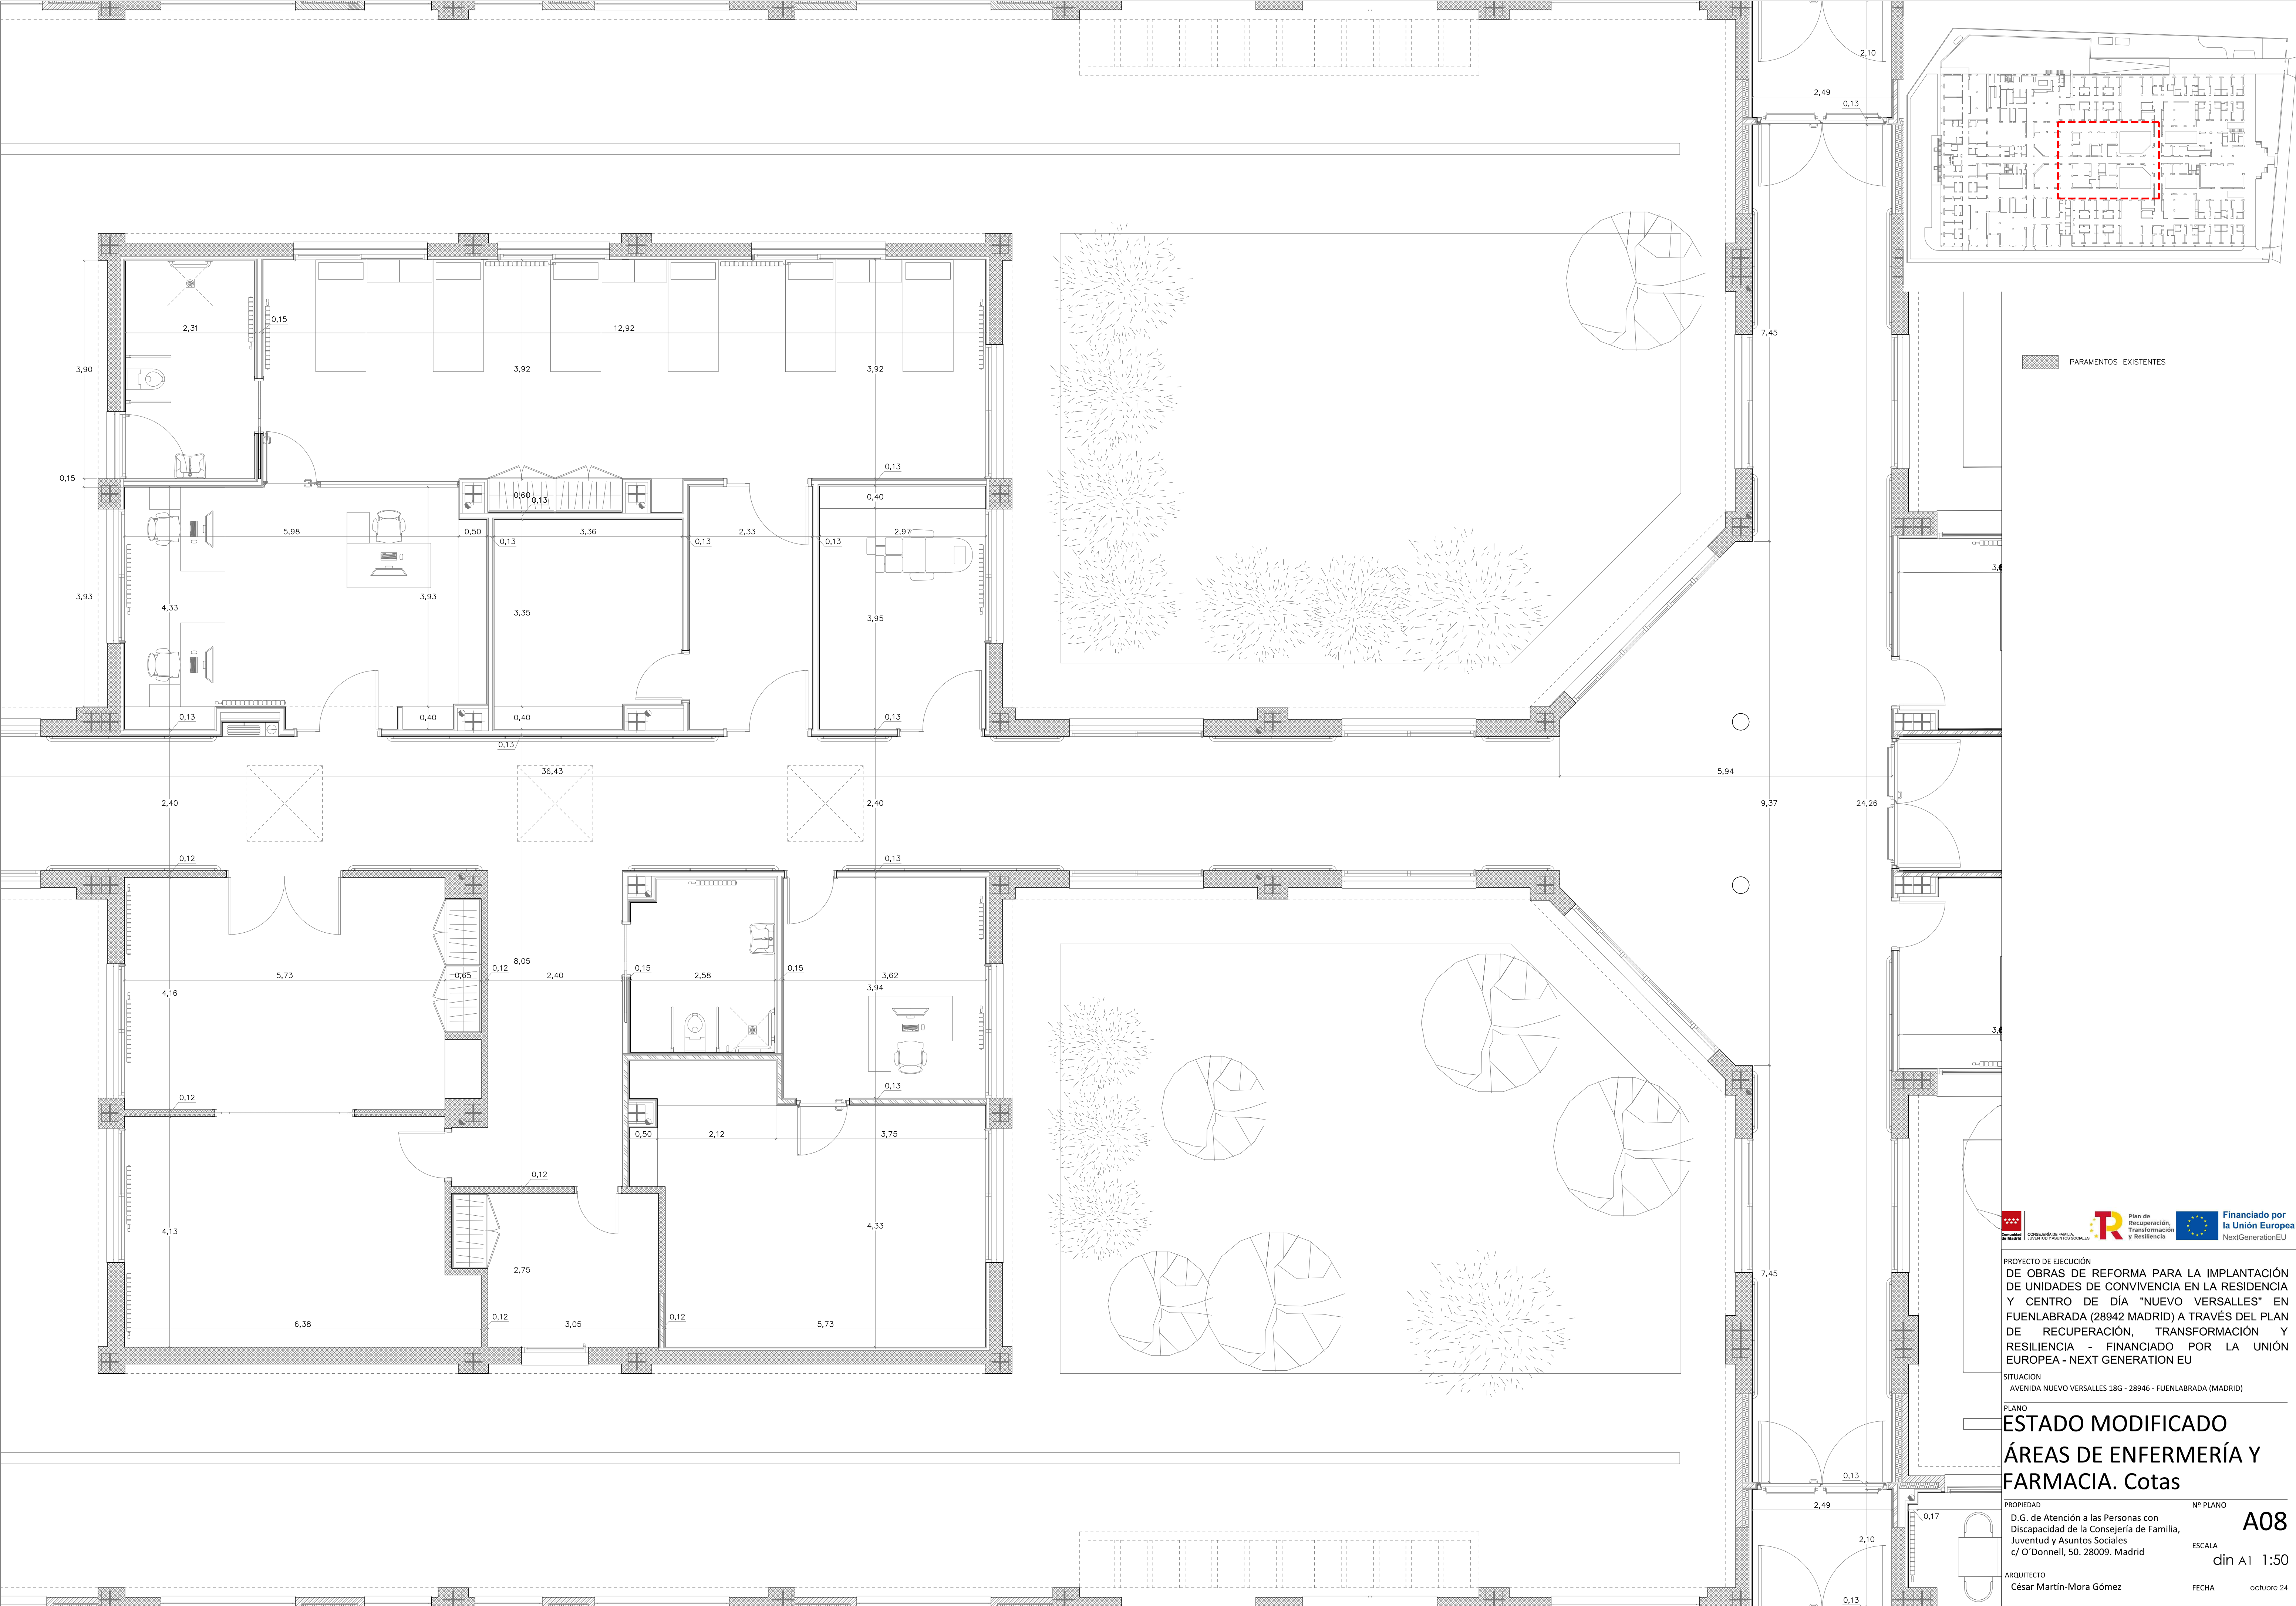 2,10
2,49
0,13
2,31
0,15
12,92
7,45
3,90
3,92
3,92
PARAMENTOS EXISTENTES
0,15
0,13
0,60
0,13
0,40
5,98
0,50
0,13
3,36
0,13
2,33
0,13
2,97
3,93
4,33
3,93
3,35
3,95
0,13
0,40
0,40
0,13
0,13
36,43
5,94
2,40
2,40
9,37
24,26
0,12
0,13
5,73
0,65
0,12
8,05
2,40
0,15
2,58
0,15
3,62
3,94
4,16
0,12
0,13
0,50
2,12
3,75
0,12
4,13
4,33
2,75
7,45
6,38
0,12
3,05
0,12
5,73
0,13
2,49
0,17
2,10
0,13
Comunidad
de Madrid
CONSEJERÍA DE FAMILIA,
JUVENTUD Y ASUNTOS SOCIALES
Plan de
Recuperación,
Transformación
y Resiliencia
Financiado por
la Unión Europea
NextGenerationEU
PROYECTO DE EJECUCIÓN
DE OBRAS DE REFORMA PARA LA IMPLANTACIÓN
DE UNIDADES DE CONVIVENCIA EN LA RESIDENCIA
Y CENTRO DE DÍA "NUEVO VERSALLES" EN
FUENLABRADA (28942 MADRID) A TRAVÉS DEL PLAN
DE RECUPERACIÓN, TRANSFORMACIÓN Y
RESILIENCIA - FINANCIADO POR LA UNIÓN
EUROPEA - NEXT GENERATION EU
SITUACION
AVENIDA NUEVO VERSALLES 18G - 28946 - FUENLABRADA (MADRID)
PLANO
ESTADO MODIFICADO
ÁREAS DE ENFERMERÍA Y
FARMACIA. Cotas
PROPIEDAD
D.G. de Atención a las Personas con
Discapacidad de la Consejería de Familia,
Juventud y Asuntos Sociales
c/ O´Donnell, 50. 28009. Madrid
Nº PLANO
A08
ESCALA
din A1 1:50
ARQUITECTO
César Martín-Mora Gómez
FECHA
octubre 24